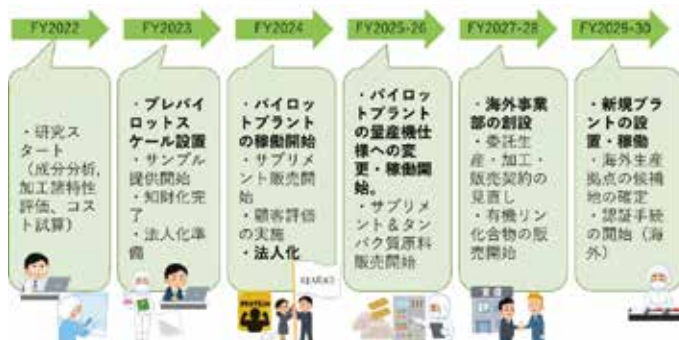 FY2022
FY2023
FY2024
FY2025-26
FY2027-28
FY2029-30
・研究ス
タート
（成分分析,
加工諸特性
評価、コス
ト試算）
・プレパイ
ロットス
ケール設置
・サンプル
提供開始
・知財化完
了
・法人化準
備
・パイロッ
トプラント
の稼働開始
・サプリメ
ント販売開
始
・顧客評価
の実施
・法人化
・パイロッ
トプラント
の量産機仕
様への変
更・稼働開
始。
・サプリメ
ント＆タン
パク質原料
販売開始
・海外事業
部の創設
・委託生
産・加工・
販売契約の
見直し
・有機リン
化合物の販
売開始
・新規プラ
ントの設
置・稼働
・海外生産
拠点の候補
地の確定
・認証手続
の開始（海
外）
PROTEIN